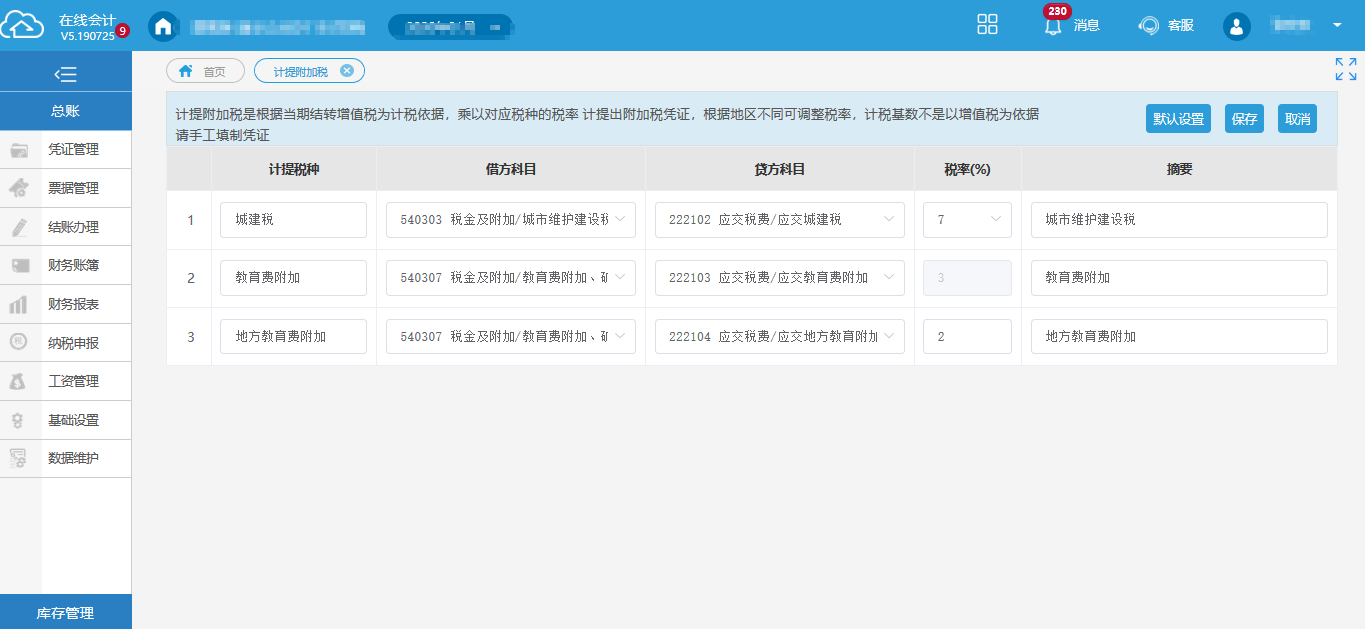 在线会计
V5.190725
9
230
消息
客服
总账
凭证管理
票据管理
结账办理
财务账簿
财务报表
纳税申报
工资管理
基础设置
数据维护
库存管理
首页
计提附加税
计提附加税是根据当期结转增值税为计税依据，乘以对应税种的税率 计提出附加税凭证，根据地区不同可调整税率，计税基数不是以增值税为依据
请手工填制凭证
默认设置 保存 取消
计提税种 借方科目 贷方科目 税率(%) 摘要
1 城建税 540303 税金及附加/城市维护建设 222102 应交税费/应交城建税 7 城市维护建设税
2 教育费附加 540307 税金及附加/教育费附加、 222103 应交税费/应交教育费附加 3 教育费附加
3 地方教育费附加 540307 税金及附加/教育费附加、 222104 应交税费/应交地方教育附加 2 地方教育费附加